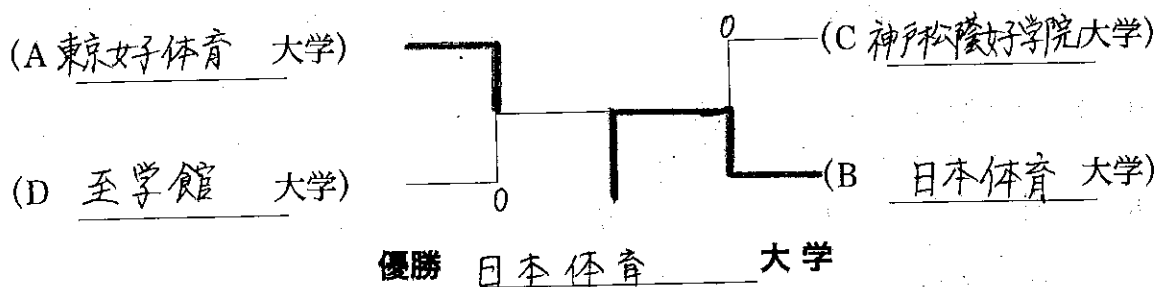 (A 東京女子体育 大学)
0
(C 神戸松蔭女子学院大学)
(D 至学館 大学)
0
(B 日本体育 大学)
優勝 日本体育 大学